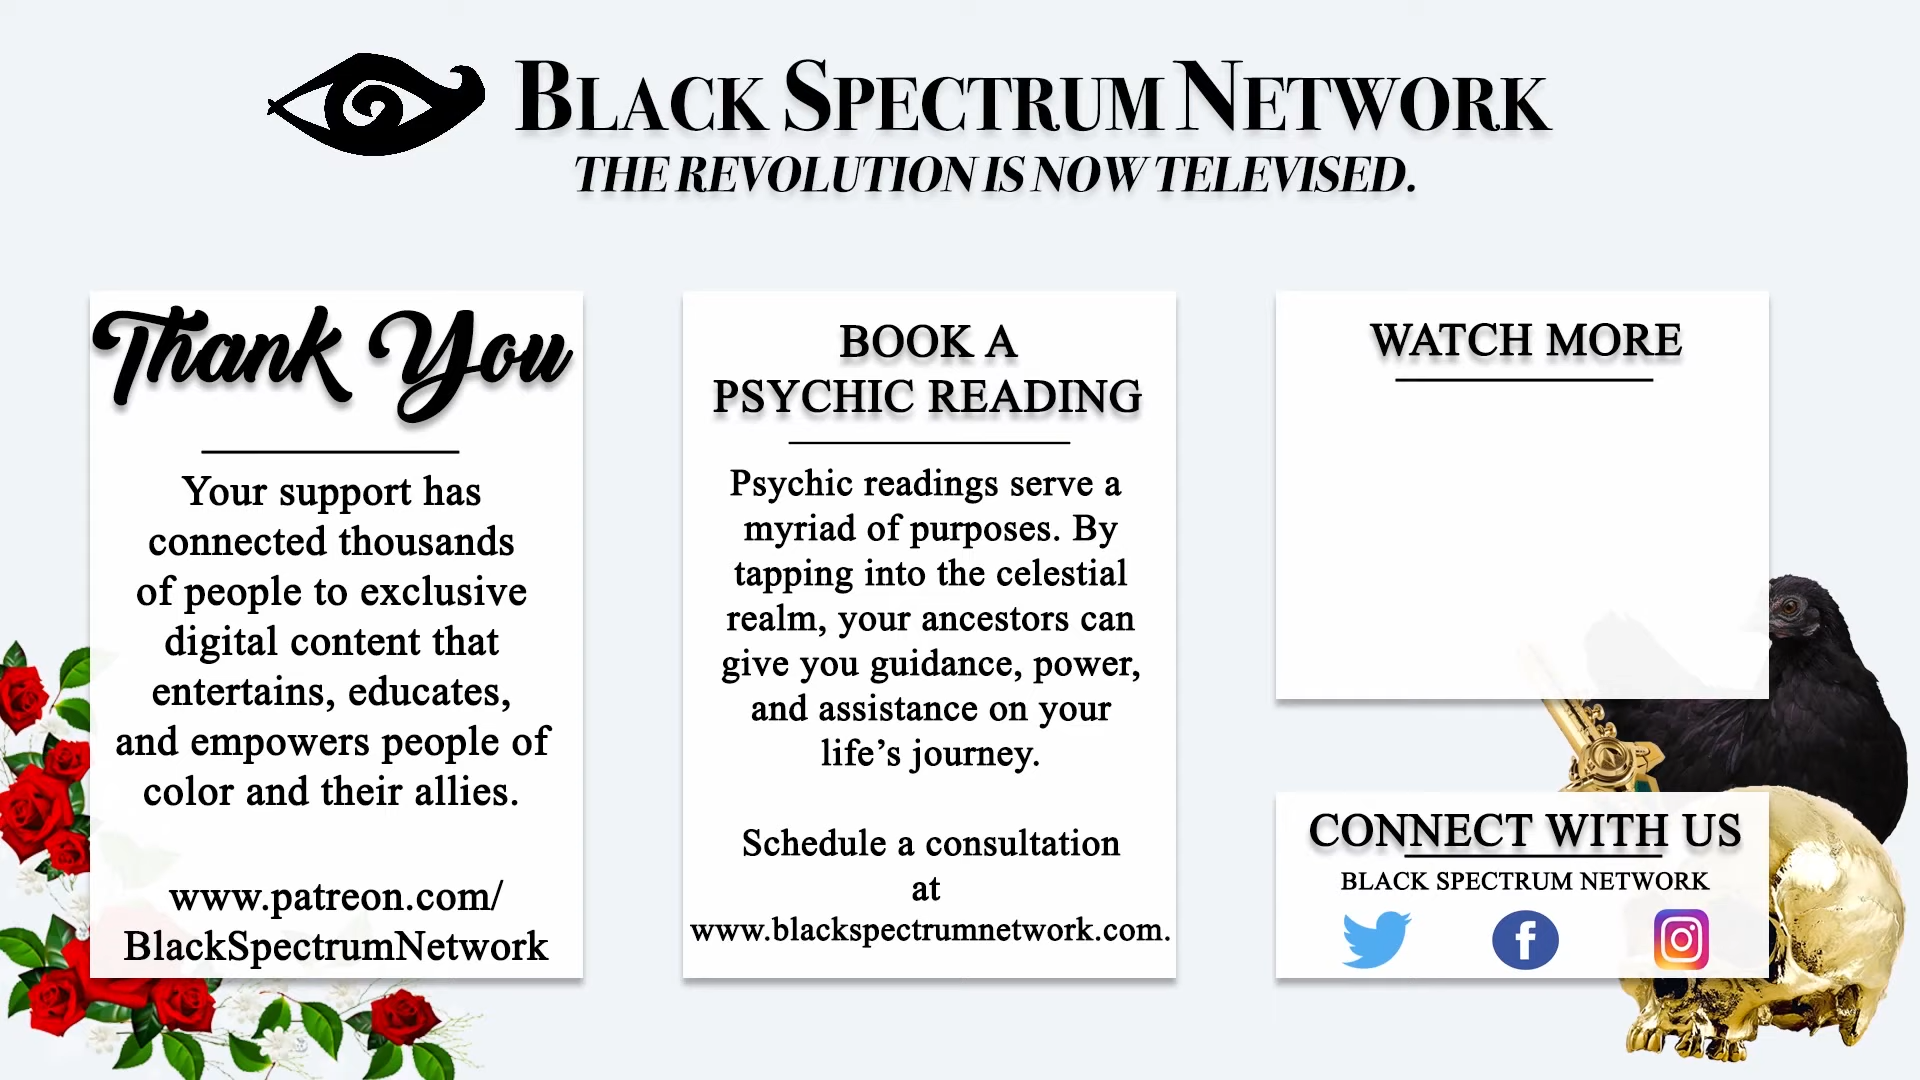 BLACK SPECTRUM NETWORK
THE REVOLUTION IS NOW TELEVISED.
Thank You
Your support has
connected thousands
of people to exclusive
digital content that
entertains, educates,
and empowers people of
color and their allies.
www.patreon.com/
BlackSpectrumNetwork
BOOK A
PSYCHIC READING
Psychic readings serve a
myriad of purposes. By
tapping into the celestial
realm, your ancestors can
give you guidance, power,
and assistance on your
life’s journey.
Schedule a consultation
at
www.blackspectrumnetwork.com.
WATCH MORE
CONNECT WITH US
BLACK SPECTRUM NETWORK